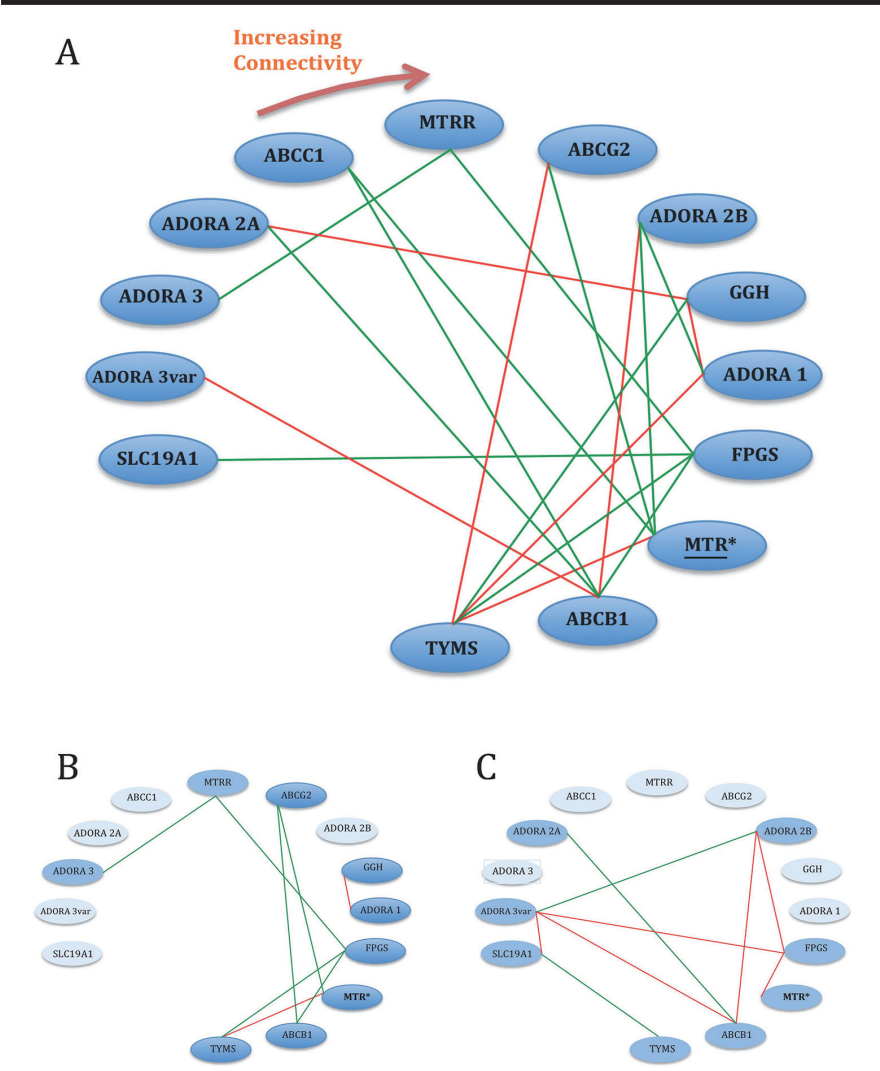 A
Increasing
Connectivity
MTRR
ABCC1
ABCG2
ADORA 2A
ADORA 2B
ADORA 3
GGH
ADORA 3var
ADORA 1
SLC19A1
FPGS
MTR*
ABCB1
TYMS
B
MTRR
ABCC1
ABCG2
ADORA 2A
ADORA 2B
ADORA 3
GGH
ADORA 3var
ADORA 1
SLC19A1
FPGS
MTR*
ABCB1
TYMS
C
MTRR
ABCC1
ABCG2
ADORA 2A
ADORA 2B
ADORA 3
GGH
ADORA 3var
ADORA 1
SLC19A1
FPGS
MTR*
ABCB1
TYMS